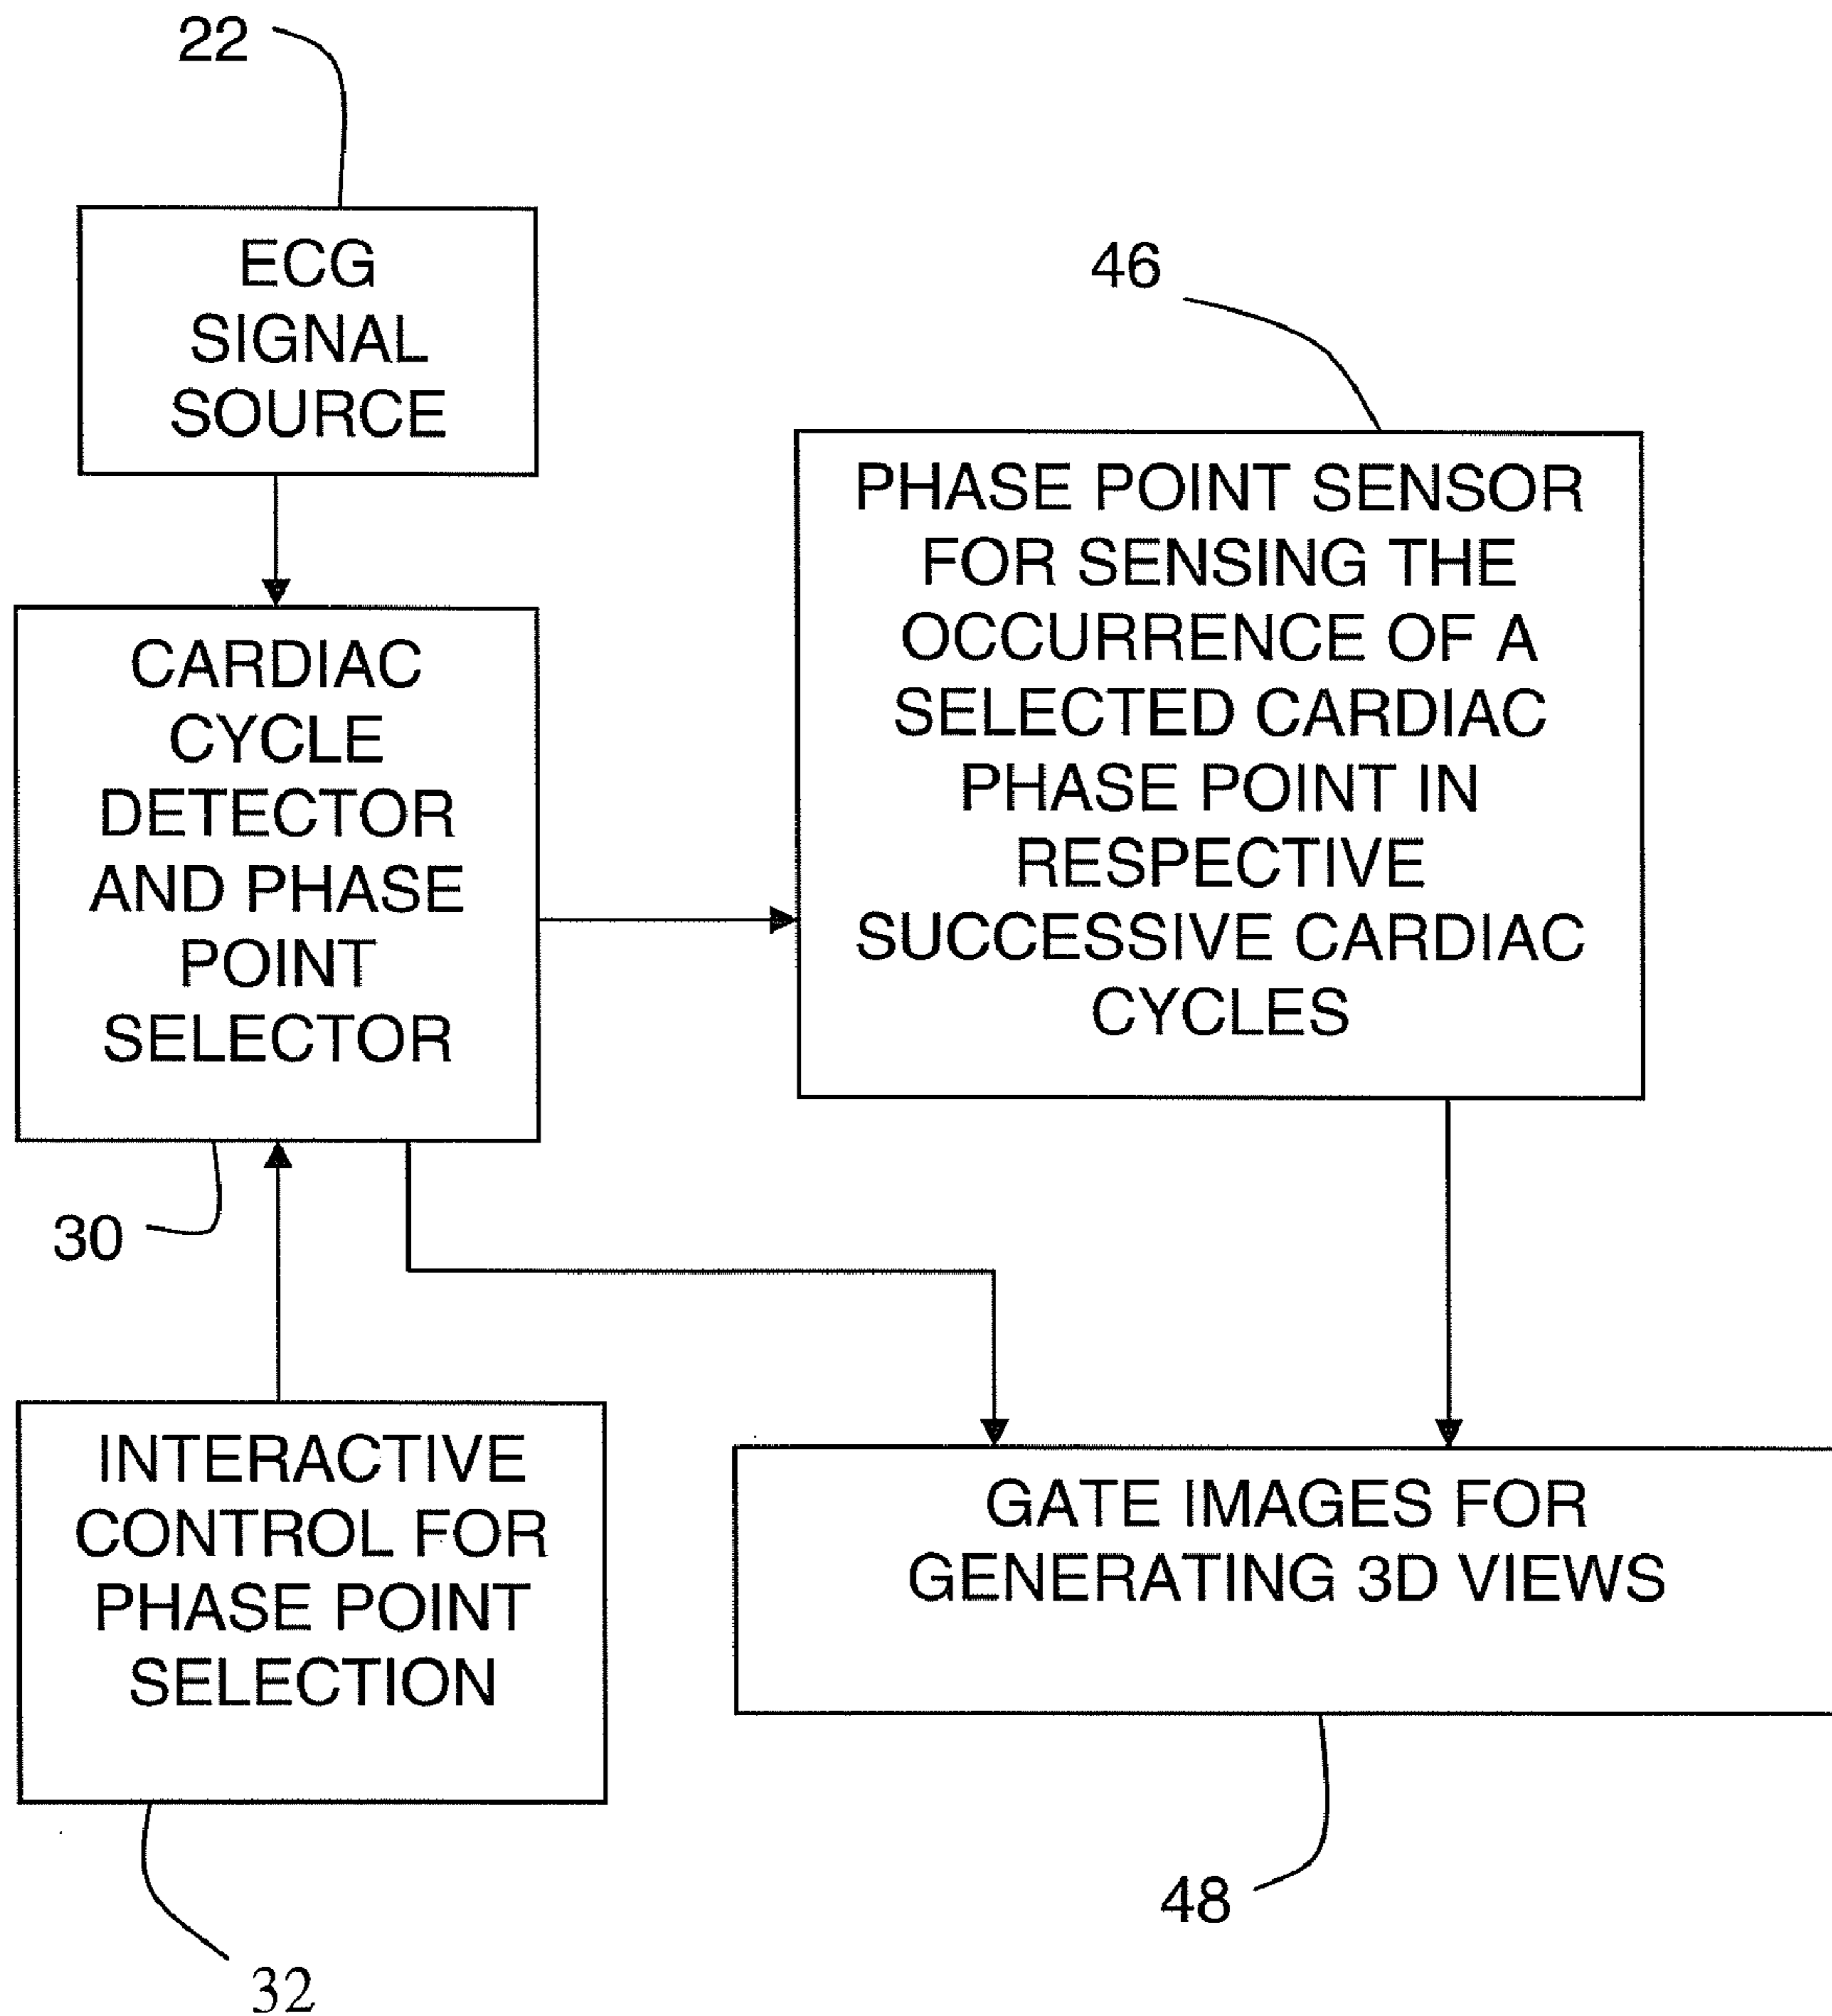 22
ECG
SIGNAL
SOURCE
46
PHASE POINT SENSOR
FOR SENSING THE
OCCURRENCE OF A
SELECTED CARDIAC
PHASE POINT IN
RESPECTIVE
SUCCESSIVE CARDIAC
CYCLES
CARDIAC
CYCLE
DETECTOR
AND PHASE
POINT
SELECTOR
30
INTERACTIVE
CONTROL FOR
PHASE POINT
SELECTION
32
GATE IMAGES FOR
GENERATING 3D VIEWS
48